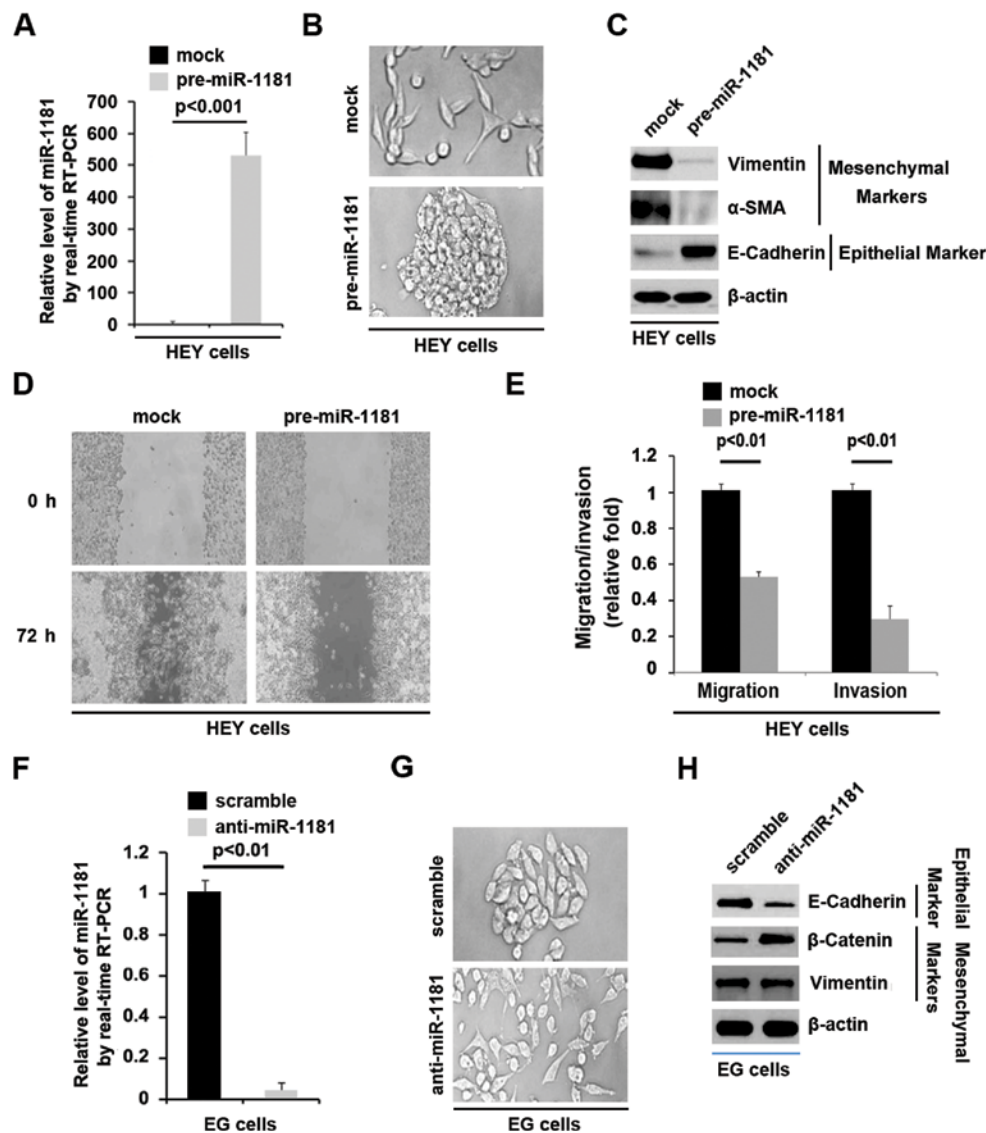 A
mock
pre-miR-1181
p<0.001
Relative level of miR-1181
by real-time RT-PCR
700
600
500
400
300
200
100
0
HEY cells
B
mock
pre-miR-1181
HEY cells
C
mock
pre-miR-1181
Vimentin
α-SMA
Mesenchymal
Markers
E-Cadherin
Epithelial Marker
β-actin
HEY cells
D
mock
pre-miR-1181
0 h
72 h
HEY cells
E
mock
pre-miR-1181
p<0.01
p<0.01
Migration/invasion
(relative fold)
1.2
1
0.8
0.6
0.4
0.2
0
Migration
Invasion
HEY cells
F
scramble
anti-miR-1181
p<0.01
Relative level of miR-1181
by real-time RT-PCR
1.2
1
0.8
0.6
0.4
0.2
0
EG cells
G
scramble
anti-miR-1181
EG cells
H
scramble
anti-miR-1181
E-Cadherin
β-Catenin
Vimentin
β-actin
Epithelial
Marker
Mesenchymal
Markers
EG cells